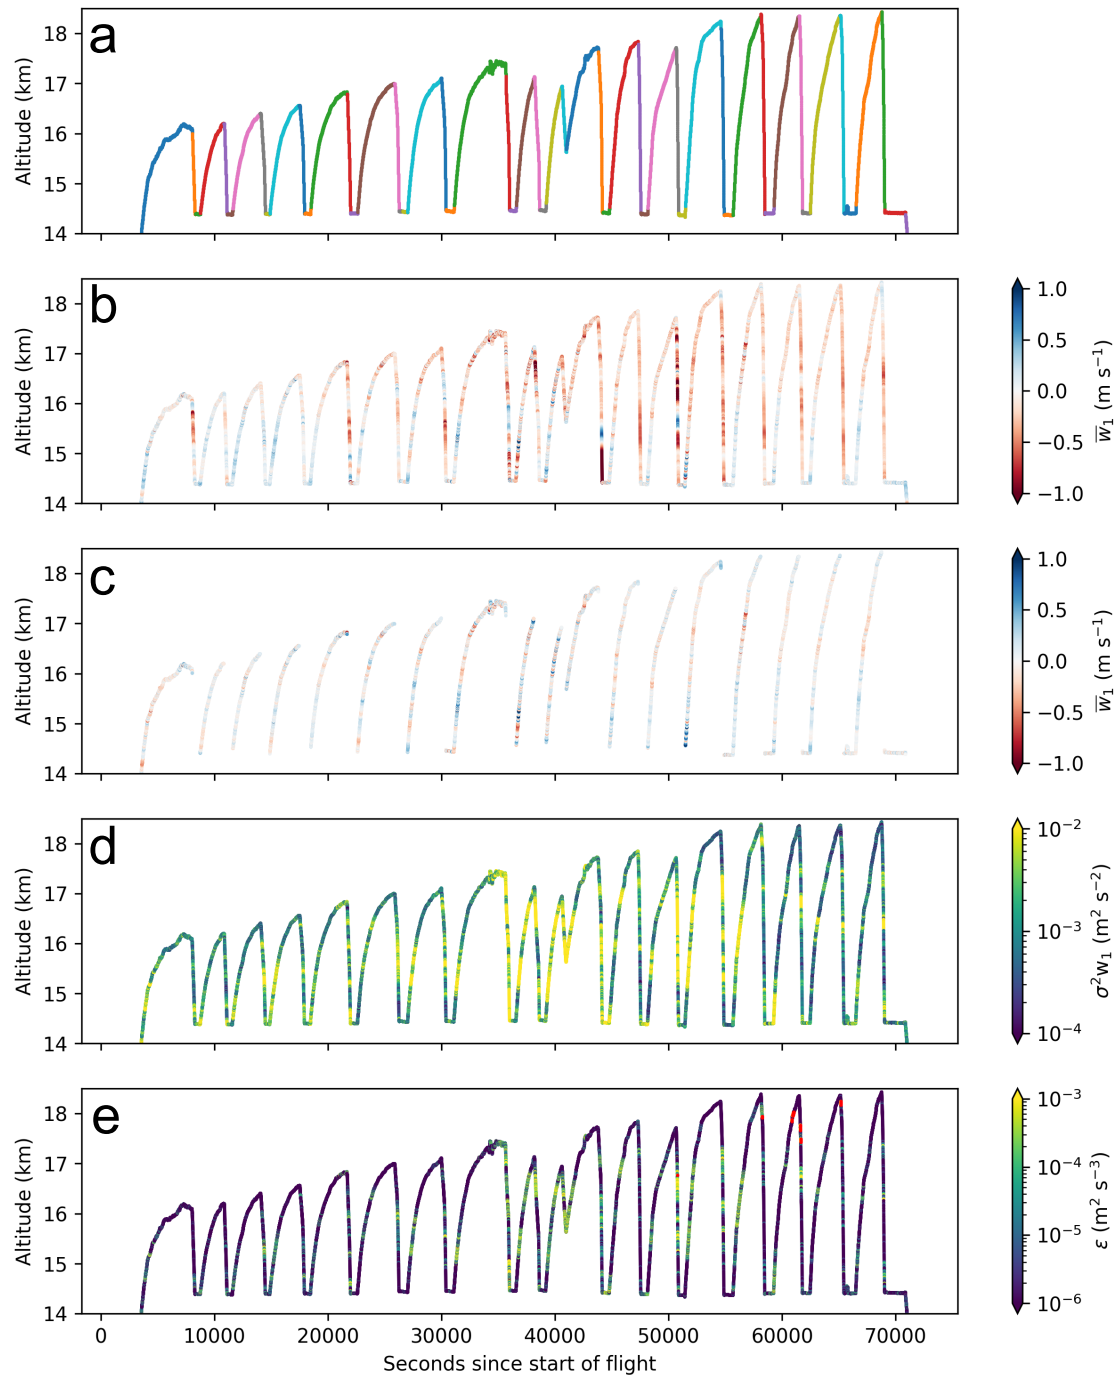 a
Altitude (km)
18
17
16
15
14
b
Altitude (km)
18
17
16
15
14
1.0
0.5
0.0
−0.5
−1.0
w̅₁ (m s⁻¹)
c
Altitude (km)
18
17
16
15
14
1.0
0.5
0.0
−0.5
−1.0
w̅₁ (m s⁻¹)
d
Altitude (km)
18
17
16
15
14
10⁻²
10⁻³
10⁻⁴
σ²w₁ (m² s⁻²)
e
Altitude (km)
18
17
16
15
14
10⁻³
10⁻⁴
10⁻⁵
10⁻⁶
ε (m² s⁻³)
0 10000 20000 30000 40000 50000 60000 70000
Seconds since start of flight